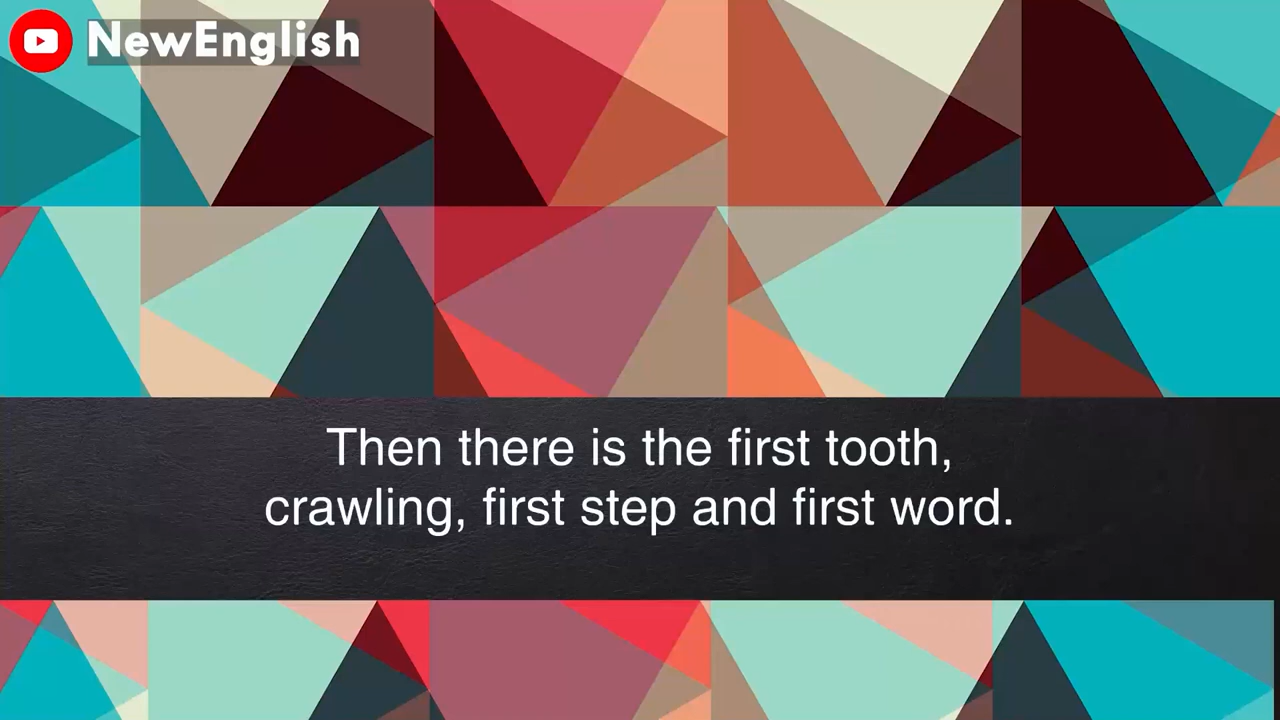 NewEnglish
Then there is the first tooth,
crawling, first step and first word.